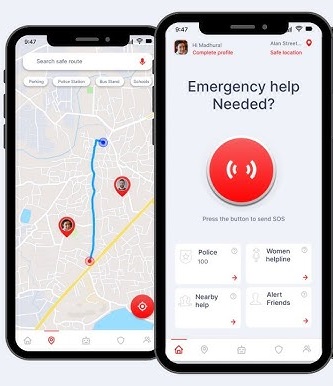 9:47
Search safe route
Parking
Police Station
Bus Stand
Schools
9:47
Hi Madhura!
Complete profile
Alan Street...
Safe location
Emergency help
Needed?
Press the button to send SOS
Police
100
Women
helpline
Nearby
help
Alert
Friends